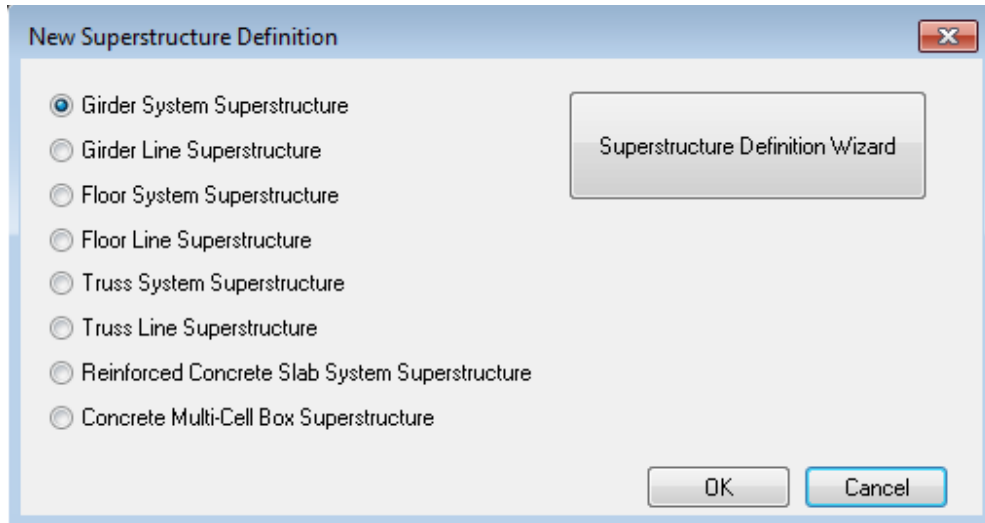 New Superstructure Definition
Girder System Superstructure
Superstructure Definition Wizard
Girder Line Superstructure
Floor System Superstructure
Floor Line Superstructure
Truss System Superstructure
Truss Line Superstructure
Reinforced Concrete Slab System Superstructure
Concrete Multi-Cell Box Superstructure
OK
Cancel